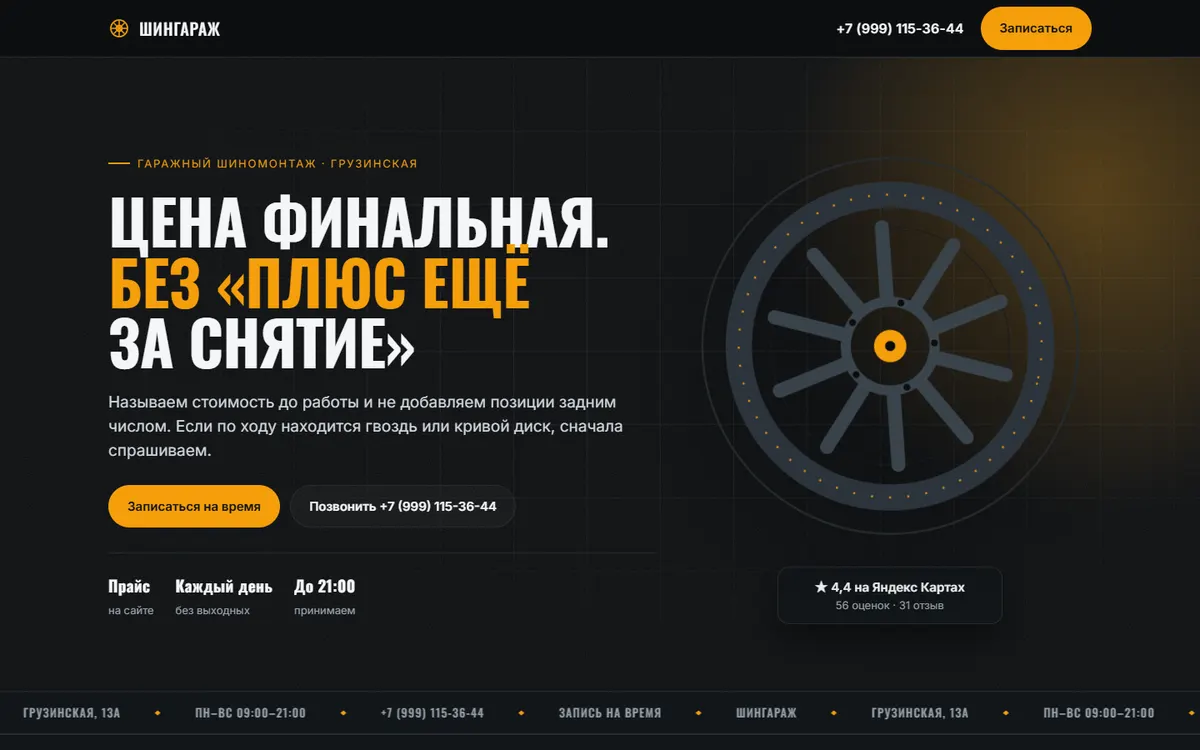 ШИНГАРАЖ
+7 (999) 115-36-44
Записаться
ГАРАЖНЫЙ ШИНОМОНТАЖ · ГРУЗИНСКАЯ
ЦЕНА ФИНАЛЬНАЯ.
БЕЗ «ПЛЮС ЕЩЁ
ЗА СНЯТИЕ»
Называем стоимость до работы и не добавляем позиции задним
числом. Если по ходу находится гвоздь или кривой диск, сначала
спрашиваем.
Записаться на время
Позвонить +7 (999) 115-36-44
Прайс
на сайте
Каждый день
без выходных
До 21:00
принимаем
★ 4,4 на Яндекс Картах
56 оценок · 31 отзыв
ГРУЗИНСКАЯ, 13А ПН–ВС 09:00–21:00 +7 (999) 115-36-44 ЗАПИСЬ НА ВРЕМЯ ШИНГАРАЖ ГРУЗИНСКАЯ, 13А ПН–ВС 09:00–21:00